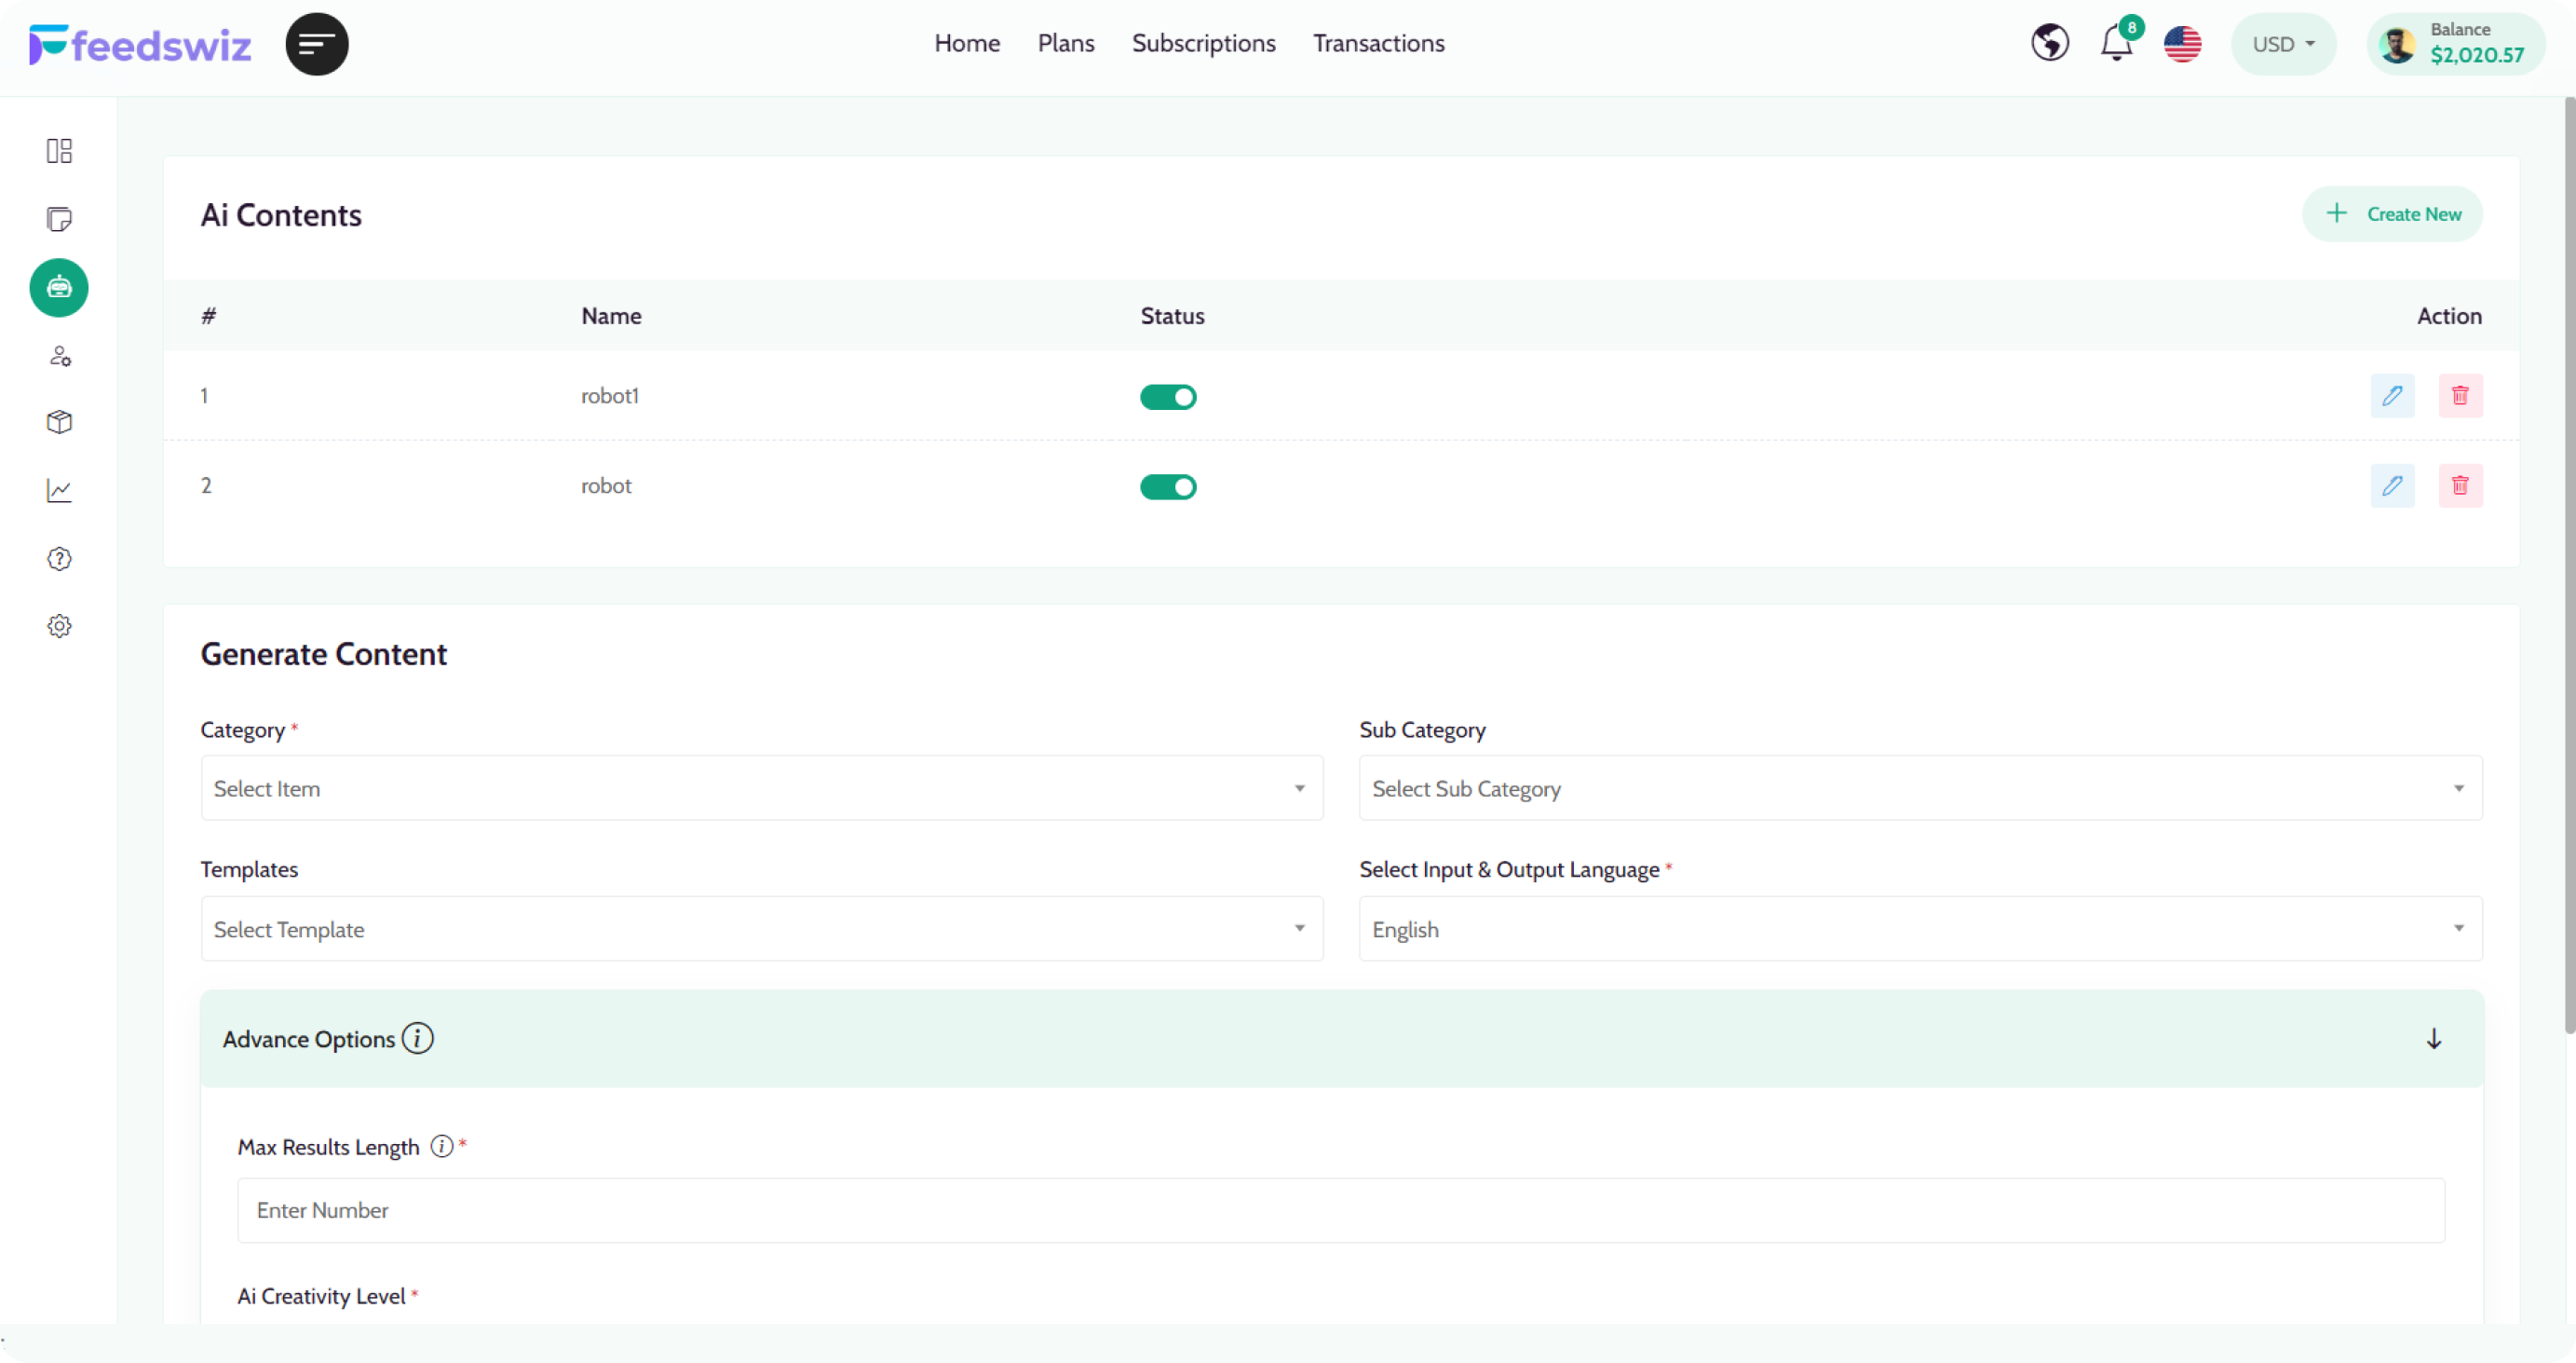 feedswiz
Home Plans Subscriptions Transactions
8
USD
Balance
$2,020.57
Ai Contents
+ Create New
# Name Status Action
1 robot1
2 robot
Generate Content
Category *
Sub Category
Select Item
Select Sub Category
Templates
Select Input & Output Language *
Select Template
English
Advance Options i
Max Results Length i *
Enter Number
Ai Creativity Level *